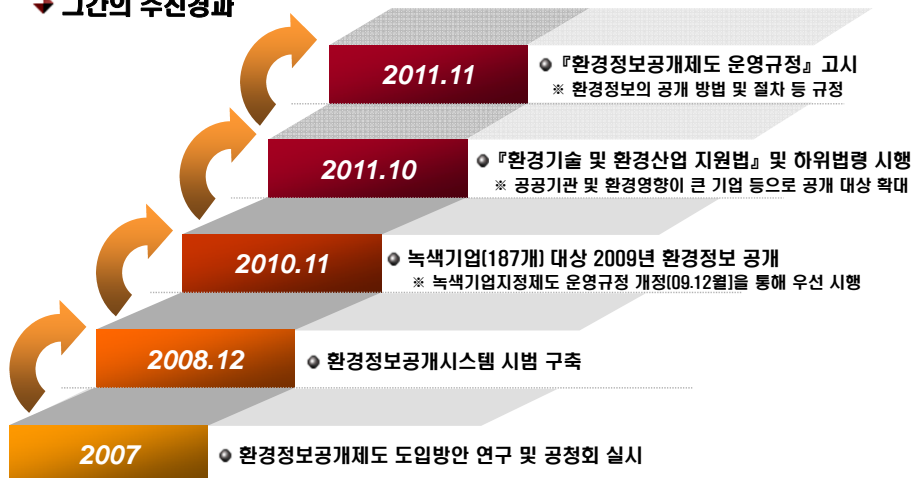 그간의 추진경과
2011.11
『환경정보공개제도 운영규정』 고시
※ 환경정보의 공개 방법 및 절차 등 규정
2011.10
『환경기술 및 환경산업 지원법』 및 하위법령 시행
※ 공공기관 및 환경영향이 큰 기업 등으로 공개 대상 확대
2010.11
녹색기업(187개) 대상 2009년 환경정보 공개
※ 녹색기업지정제도 운영규정 개정(09.12월)을 통해 우선 시행
2008.12
환경정보공개시스템 시범 구축
2007
환경정보공개제도 도입방안 연구 및 공청회 실시